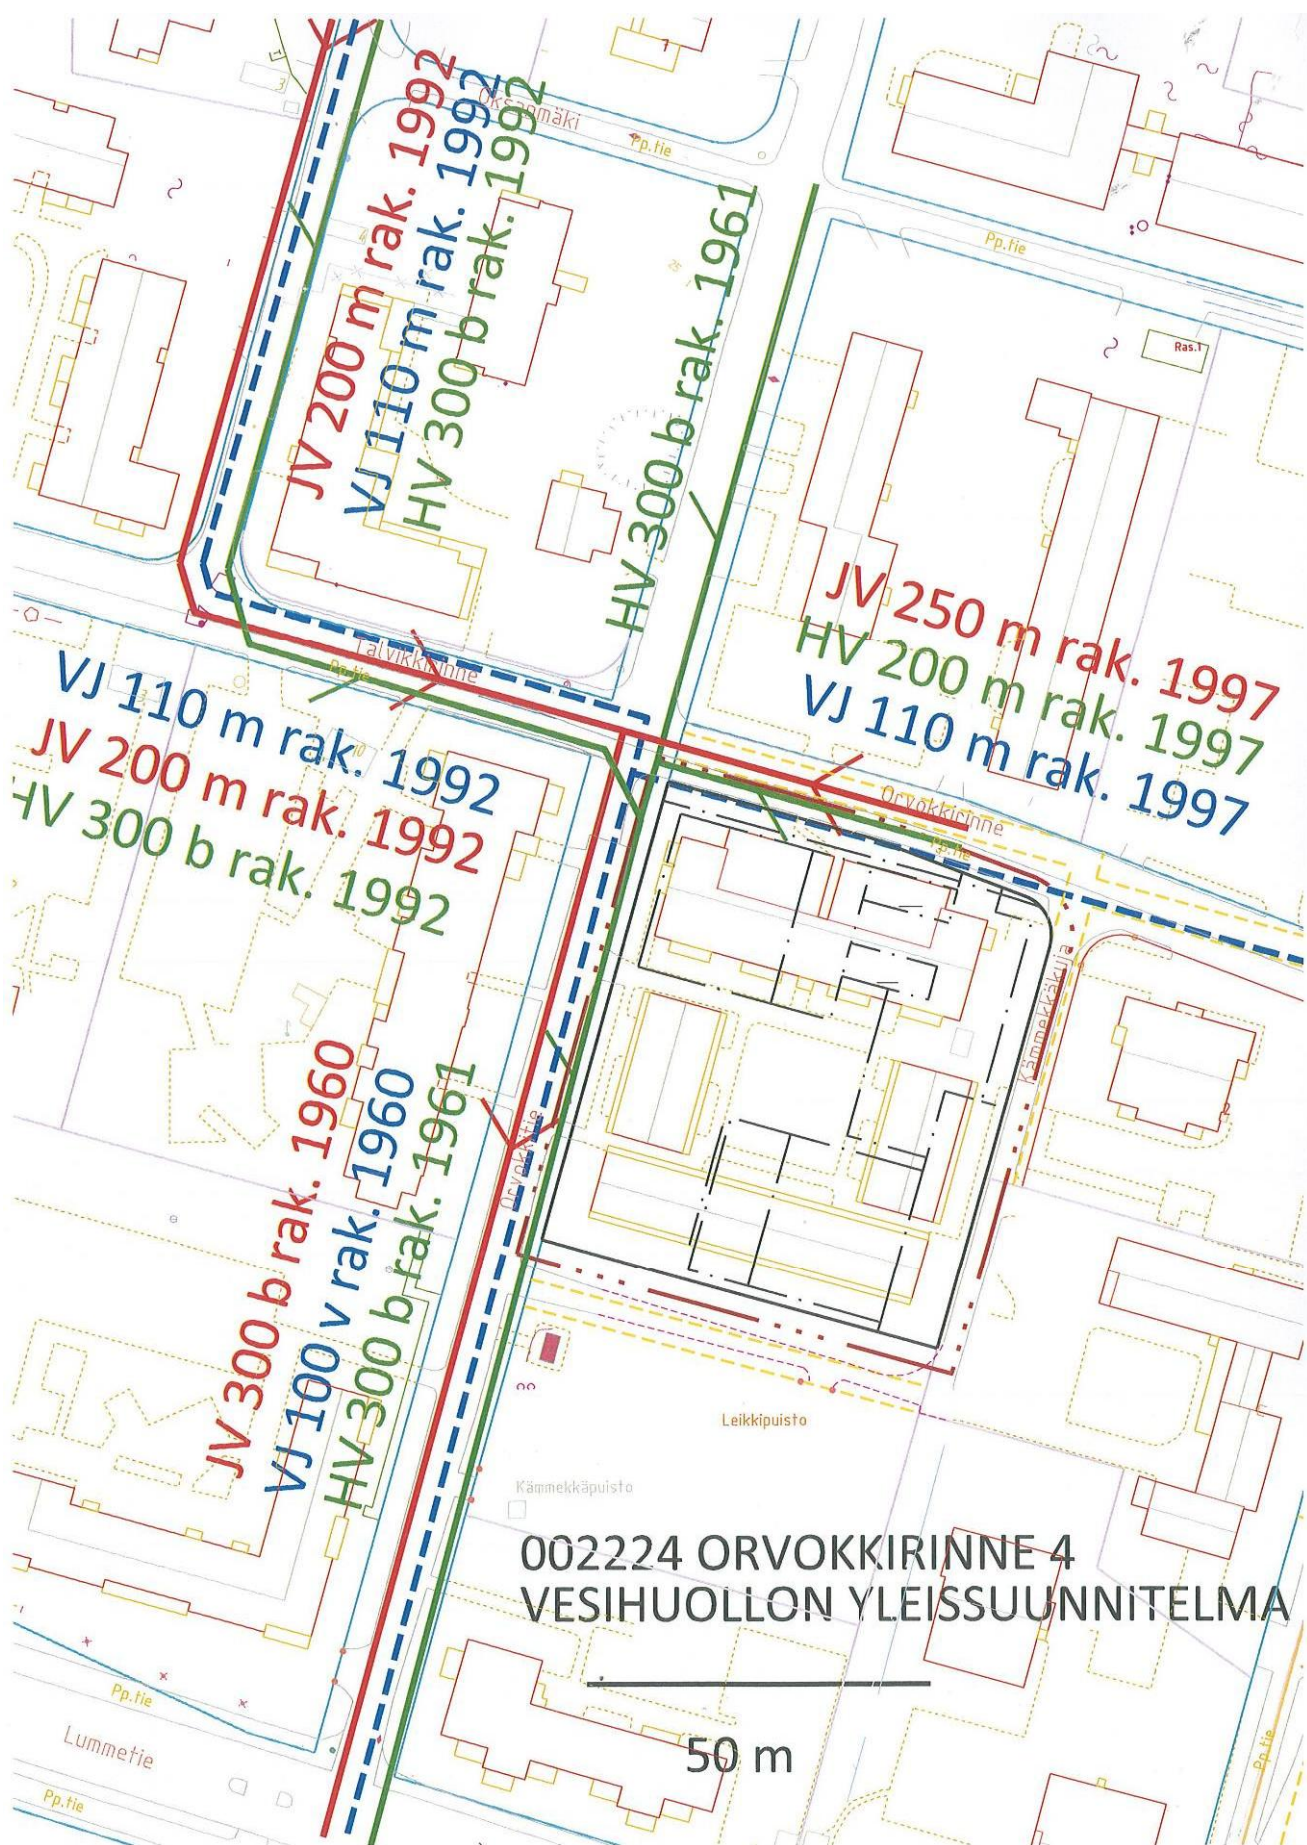 JV 200 m rak. 1992
VJ 110 m rak. 1992
HV 300 b rak. 1992
Oksanmäki
Pp.tie
HV 300 b rak. 1961
Pp.tie
Ras.1
JV 250 m rak. 1997
HV 200 m rak. 1997
VJ 110 m rak. 1997
Talvikkirinne
Pp.tie
VJ 110 m rak. 1992
JV 200 m rak. 1992
HV 300 b rak. 1992
Orvokkirinne
Pp.tie
Kämmekkäkuja
JV 300 b rak. 1960
VJ 100 v rak. 1960
HV 300 b rak. 1961
Orvokkitie
Leikkipuisto
Kämmekkäpuisto
002224 ORVOKKIRINNE 4
VESIHUOLLON YLEISSUUNNITELMA
50 m
Pp.tie
Lummetie
Pp.tie
Pp.tie